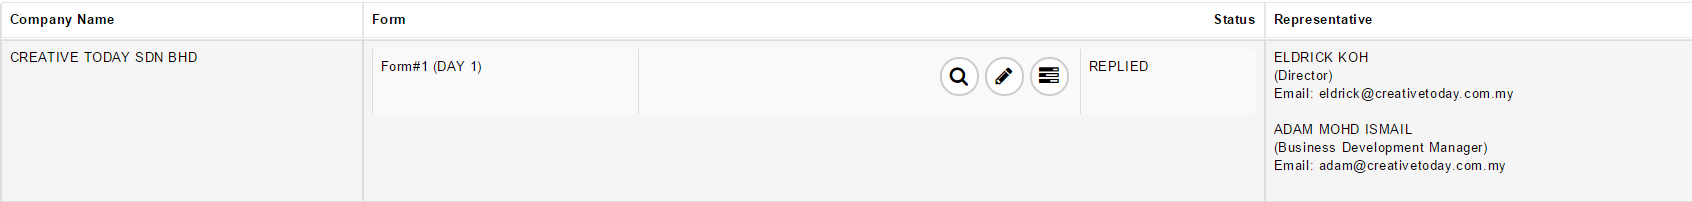 Company Name
Form
Status
Representative
CREATIVE TODAY SDN BHD
Form#1 (DAY 1)
REPLIED
ELDRICK KOH
(Director)
Email: eldrick@creativetoday.com.my
ADAM MOHD ISMAIL
(Business Development Manager)
Email: adam@creativetoday.com.my